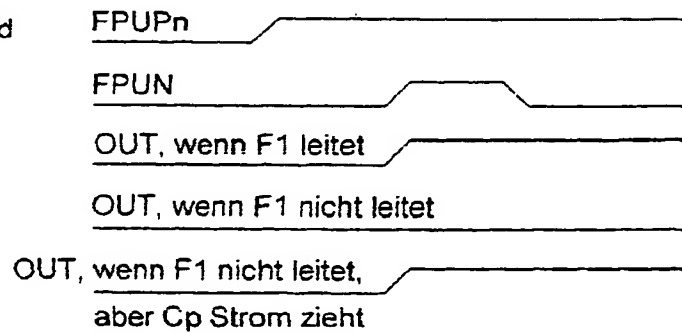 d
FPUPn
FPUN
OUT, wenn F1 leitet
OUT, wenn F1 nicht leitet
OUT, wenn F1 nicht leitet,
aber Cp Strom zieht